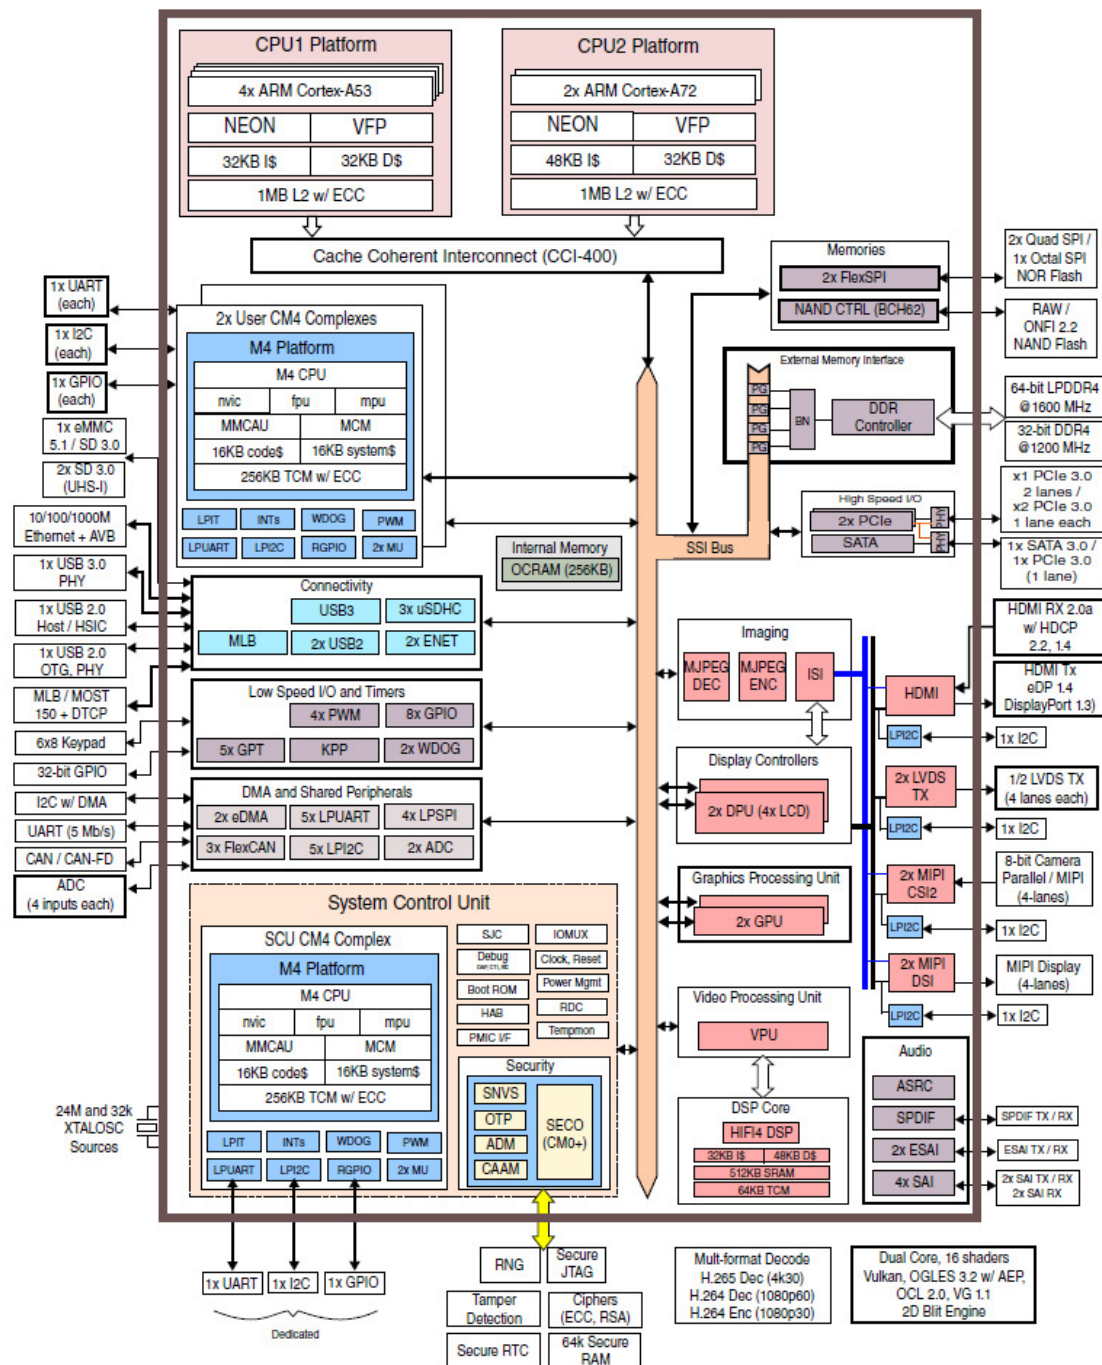 CPU1 Platform
4x ARM Cortex-A53
NEON
VFP
32KB I$
32KB D$
1MB L2 w/ ECC
CPU2 Platform
2x ARM Cortex-A72
NEON
VFP
48KB I$
32KB D$
1MB L2 w/ ECC
Cache Coherent Interconnect (CCI-400)
Memories
2x FlexSPI
NAND CTRL (BCH62)
2x Quad SPI /
1x Octal SPI
NOR Flash
RAW /
ONFI 2.2
NAND Flash
1x UART
(each)
1x I2C
(each)
1x GPIO
(each)
1x eMMC
5.1 / SD 3.0
2x SD 3.0
(UHS-I)
10/100/1000M
Ethernet + AVB
1x USB 3.0
PHY
1x USB 2.0
Host / HSIC
1x USB 2.0
OTG, PHY
MLB / MOST
150 + DTCP
6x8 Keypad
32-bit GPIO
I2C w/ DMA
UART (5 Mb/s)
CAN / CAN-FD
ADC
(4 inputs each)
2x User CM4 Complexes
M4 Platform
M4 CPU
nvic
fpu
mpu
MMCAU
MCM
16KB code$
16KB system$
256KB TCM w/ ECC
LPIT
INTs
WDOG
PWM
LPUART
LPI2C
RGPIO
2x MU
External Memory Interface
PG
PG
PG
PG
BN
DDR
Controller
64-bit LPDDR4
@1600 MHz
32-bit DDR4
@1200 MHz
High Speed I/O
2x PCIe
SATA
PHY
PHY
x1 PCIe 3.0
2 lanes /
x2 PCIe 3.0
1 lane each
1x SATA 3.0 /
1x PCIe 3.0
(1 lane)
SSI Bus
Internal Memory
OCRAM (256KB)
Connectivity
USB3
3x uSDHC
MLB
2x USB2
2x ENET
Low Speed I/O and Timers
4x PWM
8x GPIO
5x GPT
KPP
2x WDOG
DMA and Shared Peripherals
2x eDMA
5x LPUART
4x LPSPI
3x FlexCAN
5x LPI2C
2x ADC
Imaging
MJPEG
DEC
MJPEG
ENC
ISI
Display Controllers
2x DPU (4x LCD)
Graphics Processing Unit
2x GPU
Video Processing Unit
VPU
DSP Core
HIFI4 DSP
32KB I$
48KB D$
512KB SRAM
64KB TCM
HDMI
LPI2C
2x LVDS
TX
LPI2C
2x MIPI
CSI2
LPI2C
2x MIPI
DSI
LPI2C
HDMI RX 2.0a
w/ HDCP
2.2, 1.4
HDMI Tx
eDP 1.4
DisplayPort 1.3)
1x I2C
1/2 LVDS TX
(4 lanes each)
1x I2C
8-bit Camera
Parallel / MIPI
(4-lanes)
1x I2C
MIPI Display
(4-lanes)
1x I2C
Audio
ASRC
SPDIF
2x ESAI
4x SAI
SPDIF TX / RX
ESAI TX / RX
2x SAI TX / RX
2x SAI RX
System Control Unit
SCU CM4 Complex
M4 Platform
M4 CPU
nvic
fpu
mpu
MMCAU
MCM
16KB code$
16KB system$
256KB TCM w/ ECC
LPIT
INTs
WDOG
PWM
LPUART
LPI2C
RGPIO
2x MU
SJC
IOMUX
Debug
Clock, Reset
Boot ROM
Power Mgmt
HAB
RDC
PMIC I/F
Tempmon
Security
SNVS
OTP
ADM
CAAM
SECO
(CM0+)
24M and 32k
XTALOSC
Sources
1x UART
1x I2C
1x GPIO
Dedicated
RNG
Secure
JTAG
Tamper
Detection
Ciphers
(ECC, RSA)
Secure RTC
64k Secure
RAM
Mult-format Decode
H.265 Dec (4k30)
H.264 Dec (1080p60)
H.264 Enc (1080p30)
Dual Core, 16 shaders
Vulkan, OGLES 3.2 w/ AEP,
OCL 2.0, VG 1.1
2D Blit Engine